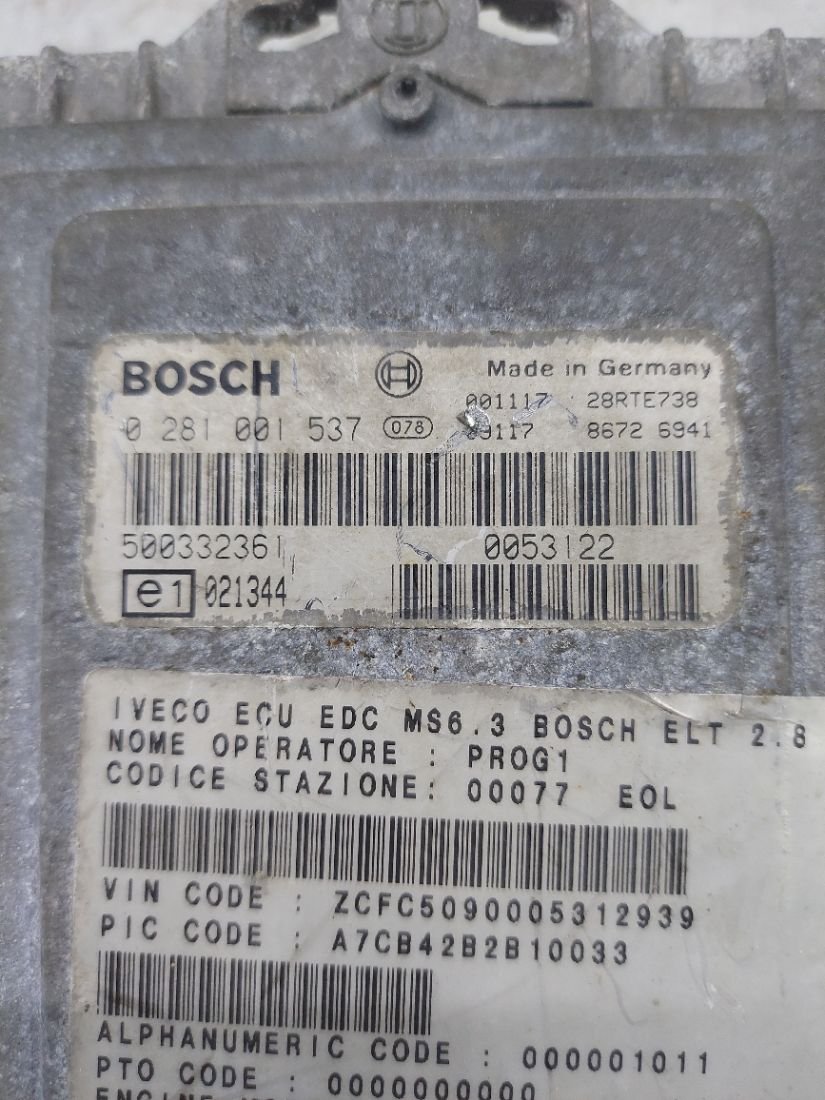 BOSCH Made in Germany
001117 28RTE738
0 281 001 537 078 09117 8672 6941
500332361 0053122
e1 021344
IVECO ECU EDC MS6.3 BOSCH ELT 2.8
NOME OPERATORE : PROG1
CODICE STAZIONE: 00077 EOL
VIN CODE : ZCFC5090005312939
PIC CODE : A7CB42B2B10033
ALPHANUMERIC CODE : 000001011
PTO CODE : 0000000000